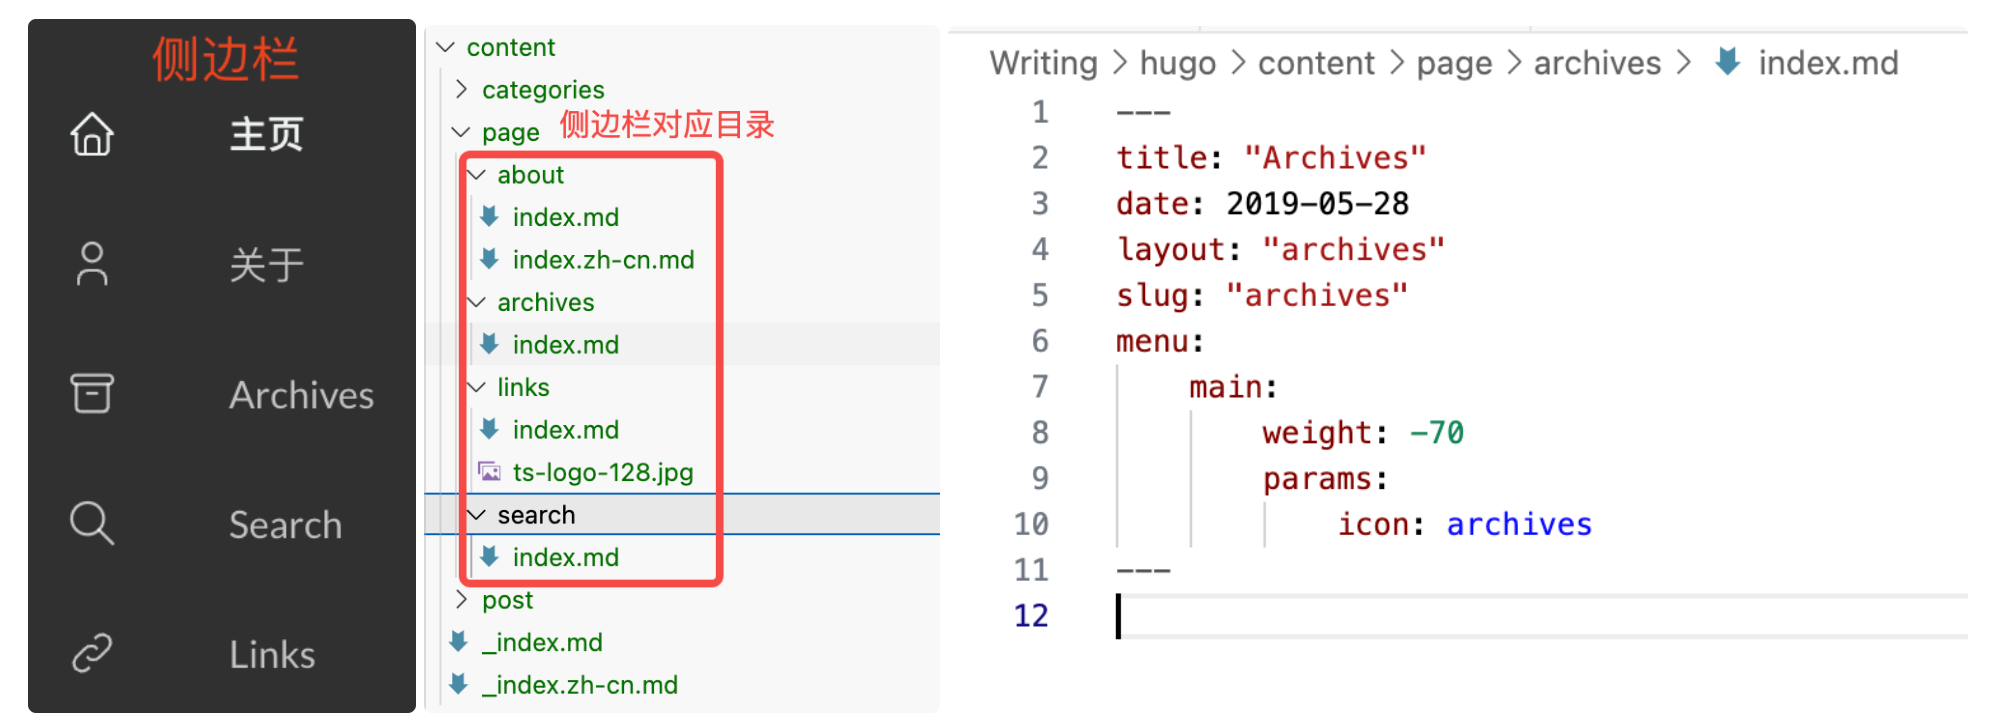 侧边栏
主页
关于
Archives
Search
Links
content
categories
page 侧边栏对应目录
about
index.md
index.zh-cn.md
archives
index.md
links
index.md
ts-logo-128.jpg
search
index.md
post
_index.md
_index.zh-cn.md
Writing > hugo > content > page > archives > index.md
1 ---
2 title: "Archives"
3 date: 2019-05-28
4 layout: "archives"
5 slug: "archives"
6 menu:
7     main:
8         weight: -70
9         params:
10             icon: archives
11 ---
12